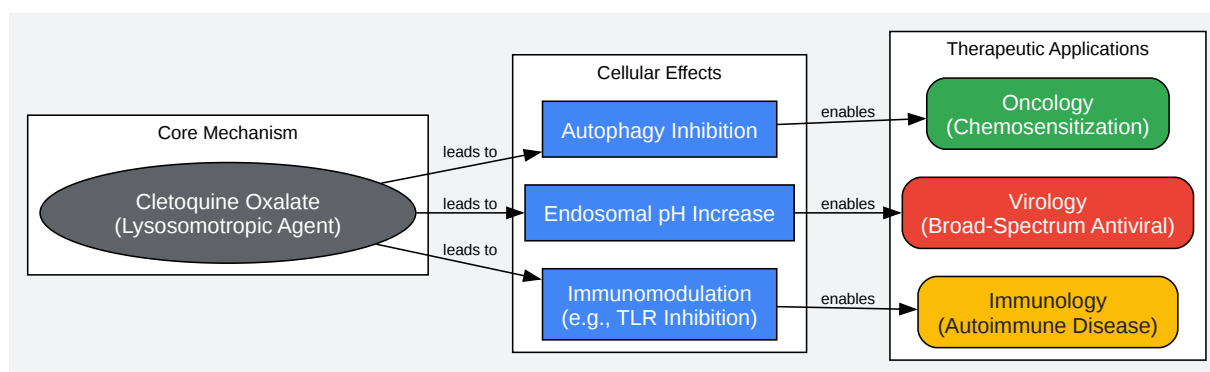 Core Mechanism
Cletoquine Oxalate
(Lysosomotropic Agent)
leads to
leads to
leads to
Cellular Effects
Autophagy Inhibition
Endosomal pH Increase
Immunomodulation
(e.g., TLR Inhibition)
enables
enables
enables
Therapeutic Applications
Oncology
(Chemosensitization)
Virology
(Broad-Spectrum Antiviral)
Immunology
(Autoimmune Disease)